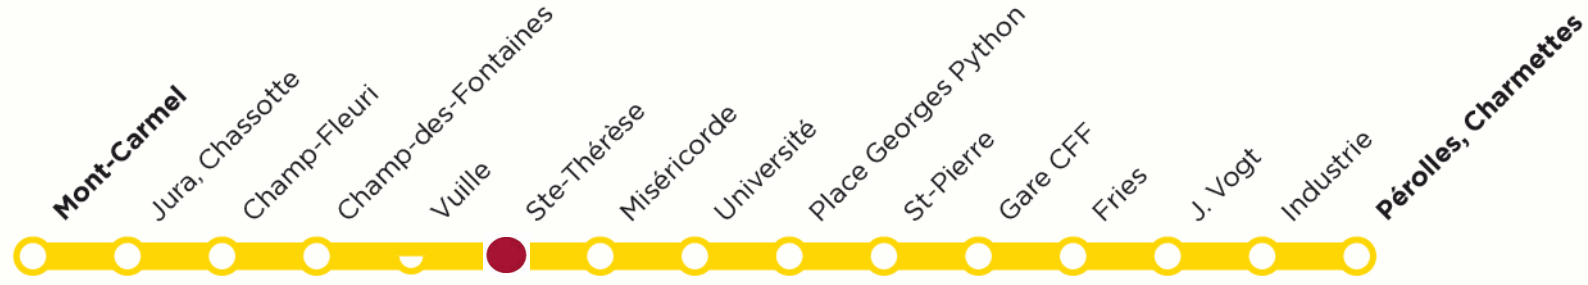 Mont-Carmel
Jura, Chassotte
Champ-Fleuri
Champ-des-Fontaines
Vuille
Ste-Thérèse
Miséricorde
Université
Place Georges Python
St-Pierre
Gare CFF
Fries
J. Vogt
Industrie
Pérolles, Charmettes